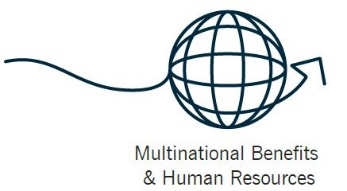 Multinational Benefits
& Human Resources